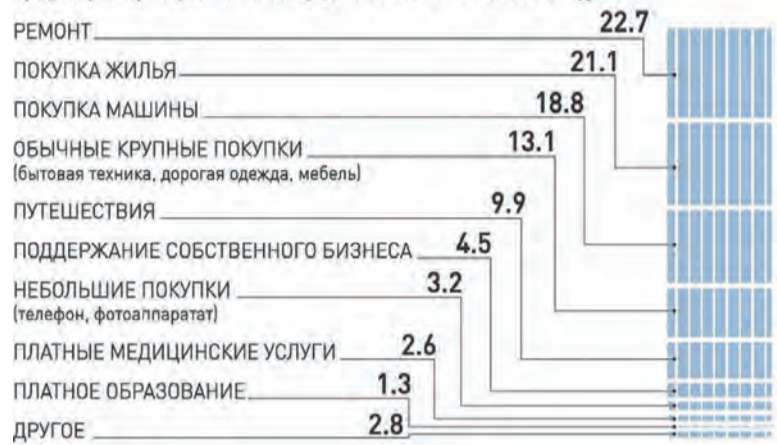 РЕМОНТ 22.7
ПОКУПКА ЖИЛЬЯ 21.1
ПОКУПКА МАШИНЫ 18.8
ОБЫЧНЫЕ КРУПНЫЕ ПОКУПКИ 13.1
(бытовая техника, дорогая одежда, мебель)
ПУТЕШЕСТВИЯ 9.9
ПОДДЕРЖАНИЕ СОБСТВЕННОГО БИЗНЕСА 4.5
НЕБОЛЬШИЕ ПОКУПКИ 3.2
(телефон, фотоаппаратат)
ПЛАТНЫЕ МЕДИЦИНСКИЕ УСЛУГИ 2.6
ПЛАТНОЕ ОБРАЗОВАНИЕ 1.3
ДРУГОЕ 2.8